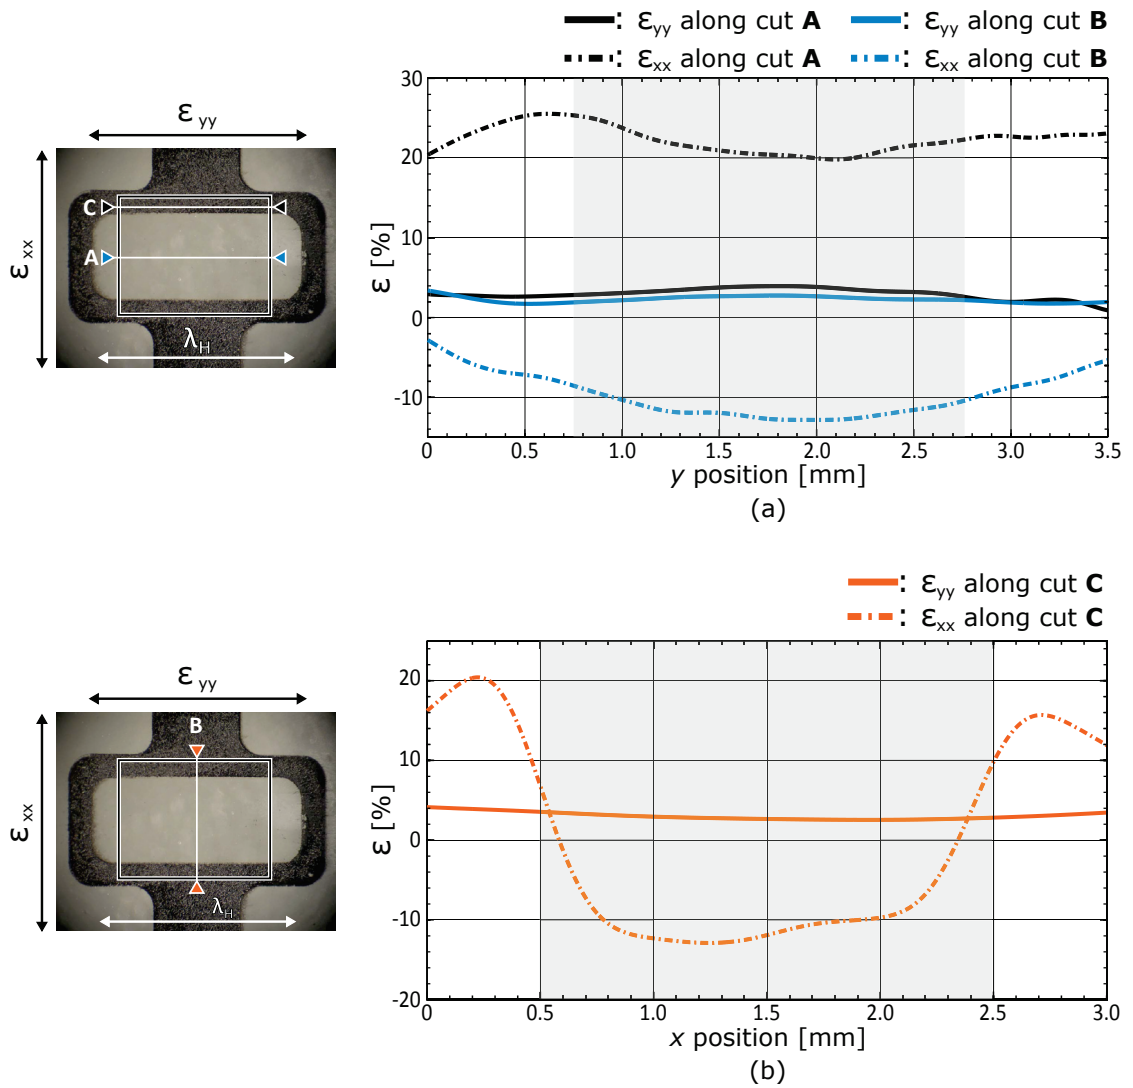 : εyy along cut A : εyy along cut B
: εxx along cut A : εxx along cut B
εyy
εxx
C
A
λH
30
20
10
0
-10
ε [%]
0 0.5 1.0 1.5 2.0 2.5 3.0 3.5
y position [mm]
(a)
: εyy along cut C
: εxx along cut C
εyy
εxx
B
λH
20
10
0
-10
-20
ε [%]
0 0.5 1.0 1.5 2.0 2.5 3.0
x position [mm]
(b)